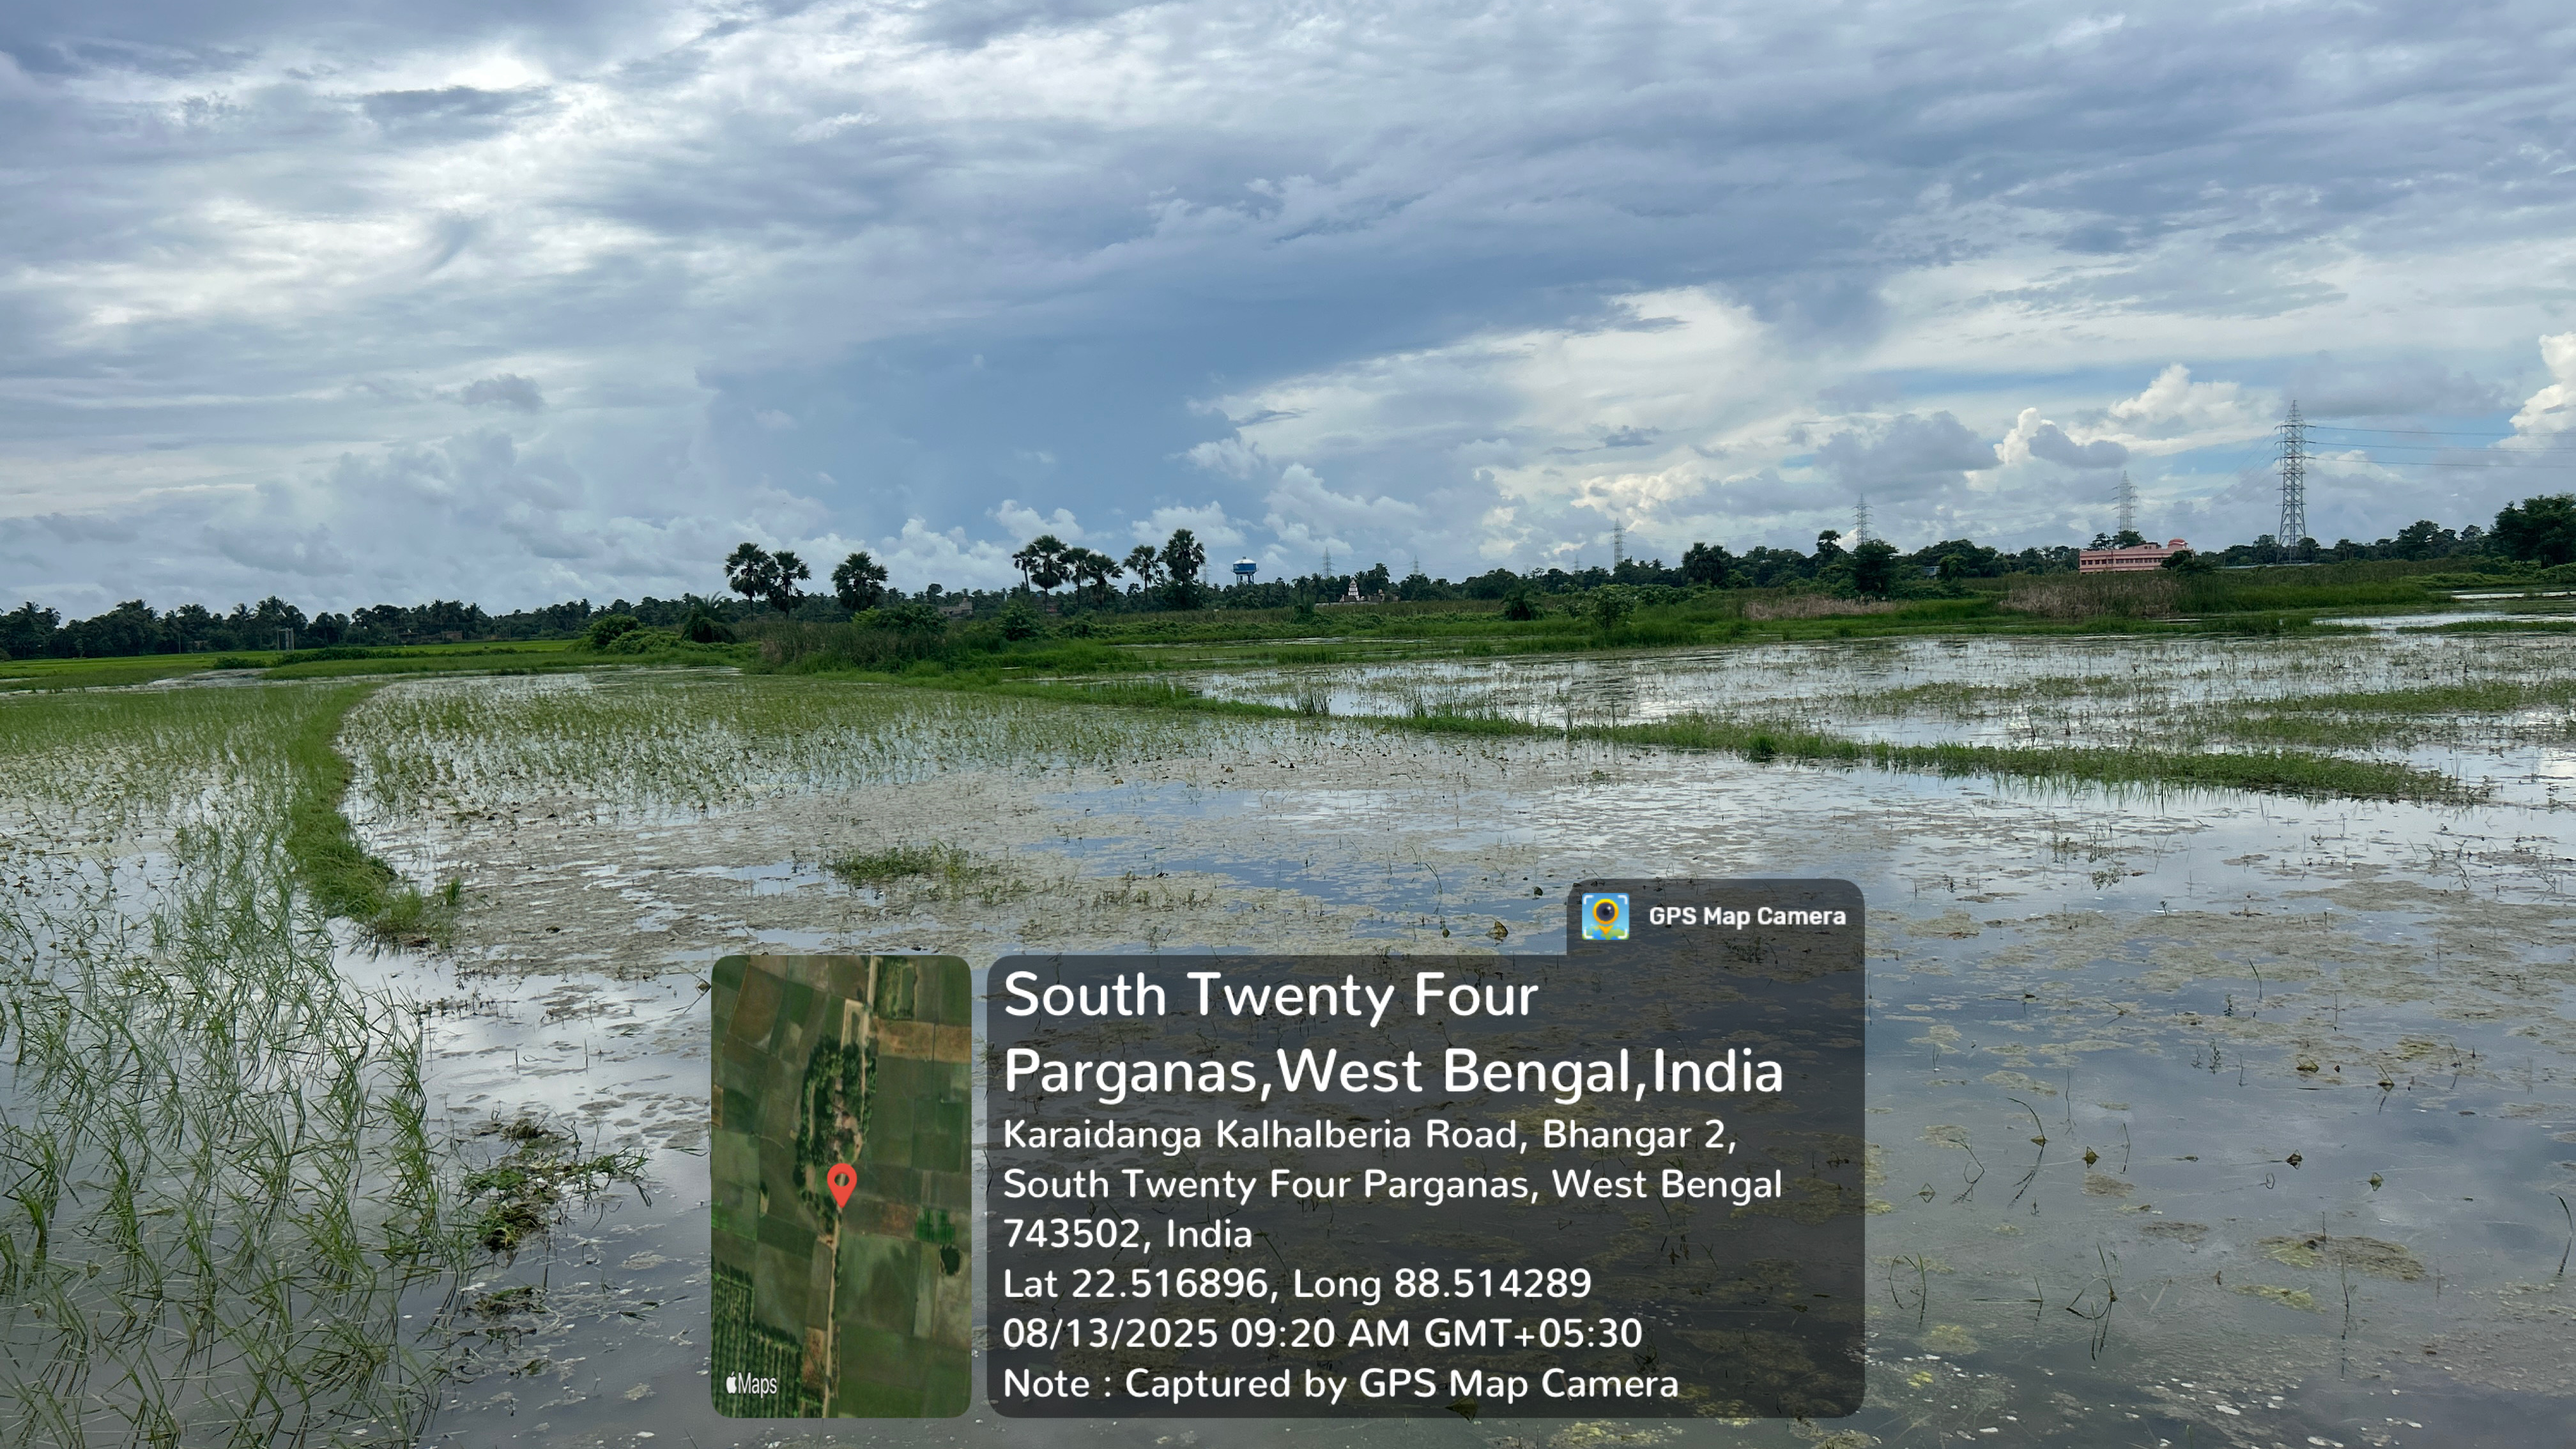 GPS Map Camera
South Twenty Four
Parganas,West Bengal,India
Karaidanga Kalhalberia Road, Bhangar 2,
South Twenty Four Parganas, West Bengal
743502, India
Lat 22.516896, Long 88.514289
08/13/2025 09:20 AM GMT+05:30
Note : Captured by GPS Map Camera
Maps